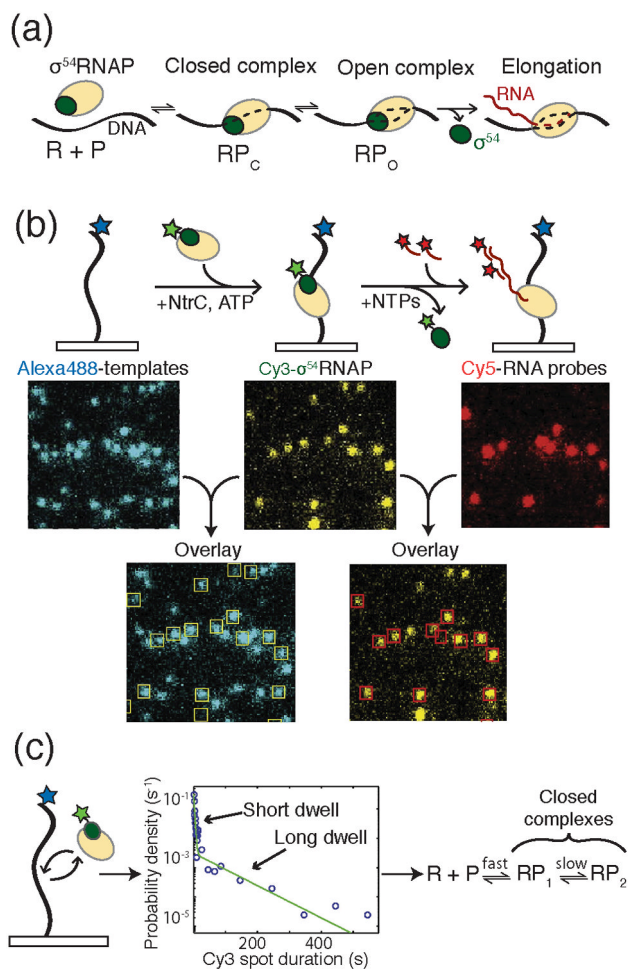 (a)
σ⁵⁴RNAP
Closed complex
Open complex
Elongation
RNA
DNA
σ⁵⁴
R + P
RP_C
RP_O
(b)
+NtrC, ATP
+NTPs
Alexa488-templates
Cy3-σ⁵⁴RNAP
Cy5-RNA probes
Overlay
Overlay
(c)
Probability density (s⁻¹)
10⁻¹
10⁻³
10⁻⁵
Short dwell
Long dwell
0
200
400
Cy3 spot duration (s)
Closed
complexes
R + P fast RP₁ slow RP₂